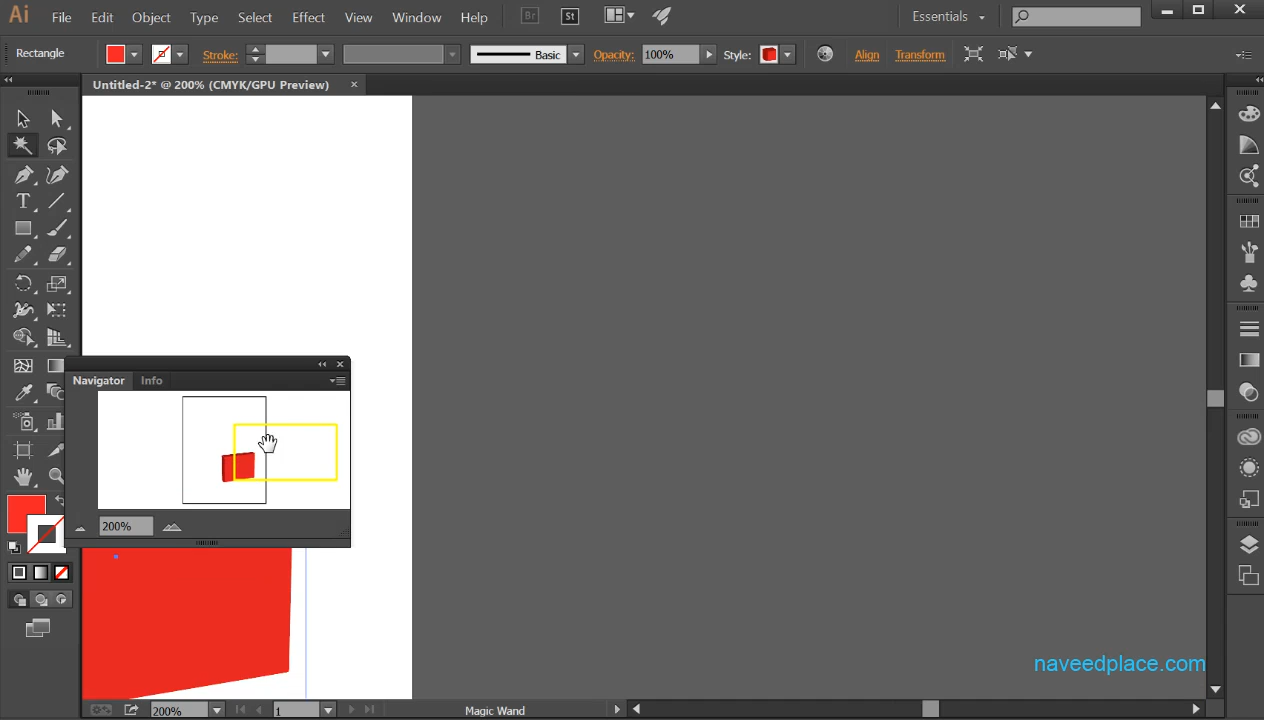 Ai File Edit Object Type Select Effect View Window Help Br St Essentials
Rectangle Stroke: Basic Opacity: 100% Style: Align Transform
Untitled-2* @ 200% (CMYK/GPU Preview)
T
Navigator Info
200%
naveedplace.com
200% 1 Magic Wand